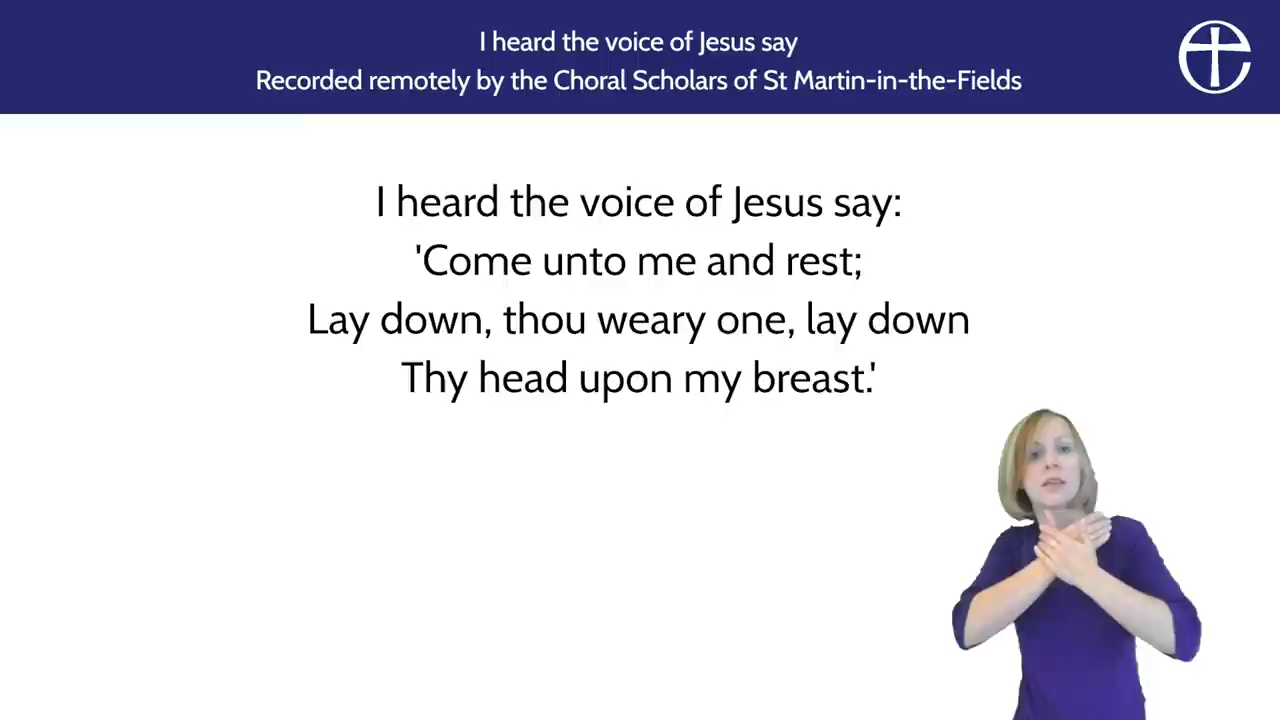 I heard the voice of Jesus say
Recorded remotely by the Choral Scholars of St Martin-in-the-Fields
I heard the voice of Jesus say:
'Come unto me and rest;
Lay down, thou weary one, lay down
Thy head upon my breast.'